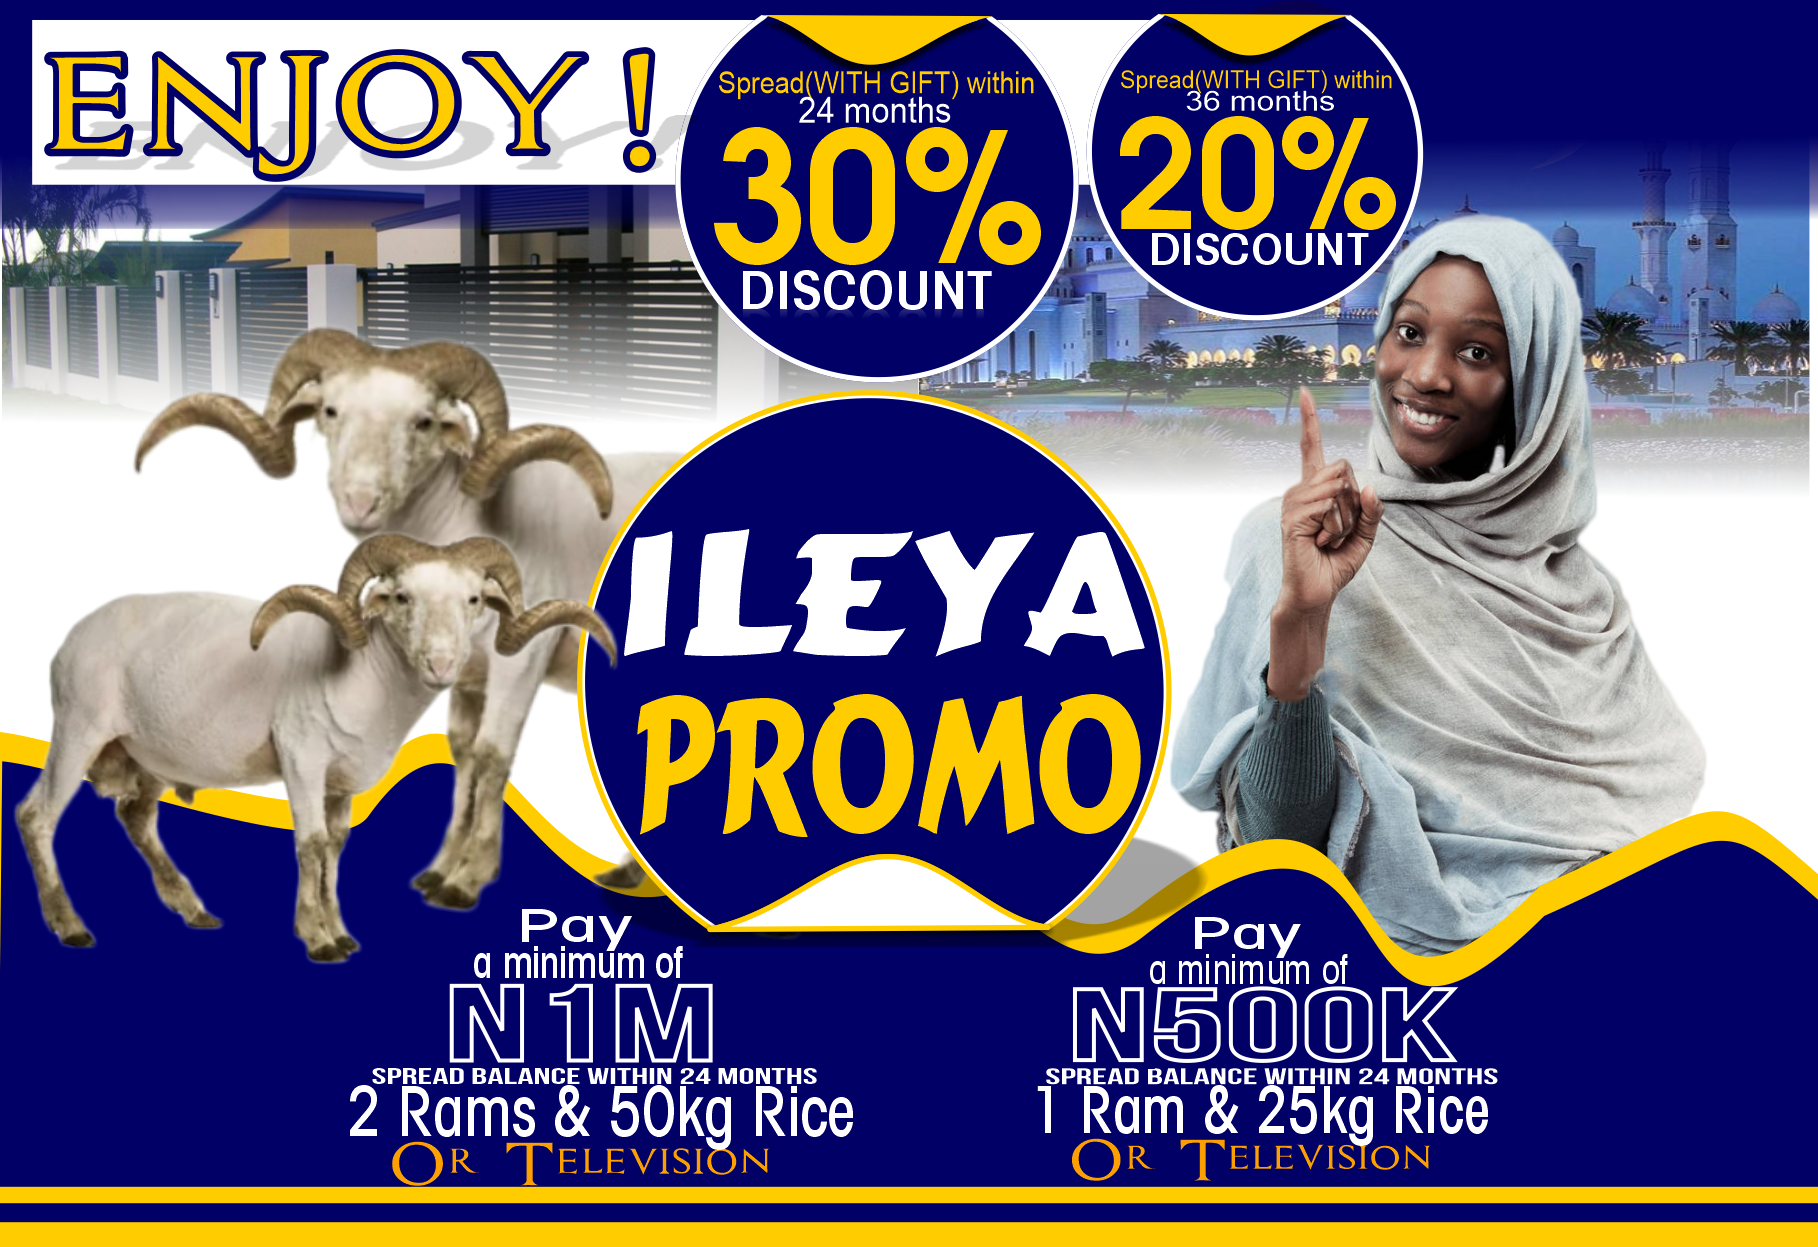 ENJOY!
Spread(WITH GIFT) within
24 months
30%
DISCOUNT
Spread(WITH GIFT) within
36 months
20%
DISCOUNT
ILEYA
PROMO
Pay
a minimum of
N1M
SPREAD BALANCE WITHIN 24 MONTHS
2 Rams & 50kg Rice
OR TELEVISION
Pay
a minimum of
N500K
SPREAD BALANCE WITHIN 24 MONTHS
1 Ram & 25kg Rice
OR TELEVISION